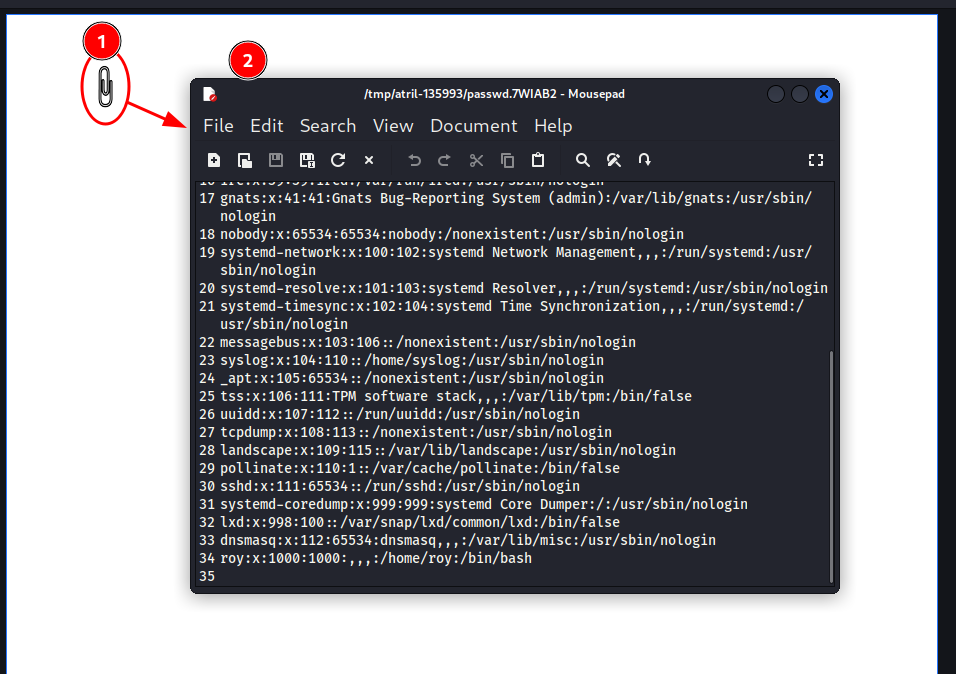 1
2
/tmp/atril-135993/passwd.7WIAB2 - Mousepad
File Edit Search View Document Help
16 irc:x:39:39:ircd:/var/run/ircd:/usr/sbin/nologin
17 gnats:x:41:41:Gnats Bug-Reporting System (admin):/var/lib/gnats:/usr/sbin/
nologin
18 nobody:x:65534:65534:nobody:/nonexistent:/usr/sbin/nologin
19 systemd-network:x:100:102:systemd Network Management,,,:/run/systemd:/usr/
sbin/nologin
20 systemd-resolve:x:101:103:systemd Resolver,,,:/run/systemd:/usr/sbin/nologin
21 systemd-timesync:x:102:104:systemd Time Synchronization,,,:/run/systemd:/
usr/sbin/nologin
22 messagebus:x:103:106::/nonexistent:/usr/sbin/nologin
23 syslog:x:104:110::/home/syslog:/usr/sbin/nologin
24 _apt:x:105:65534::/nonexistent:/usr/sbin/nologin
25 tss:x:106:111:TPM software stack,,,:/var/lib/tpm:/bin/false
26 uuidd:x:107:112::/run/uuidd:/usr/sbin/nologin
27 tcpdump:x:108:113::/nonexistent:/usr/sbin/nologin
28 landscape:x:109:115::/var/lib/landscape:/usr/sbin/nologin
29 pollinate:x:110:1::/var/cache/pollinate:/bin/false
30 sshd:x:111:65534::/run/sshd:/usr/sbin/nologin
31 systemd-coredump:x:999:999:systemd Core Dumper:/:/usr/sbin/nologin
32 lxd:x:998:100::/var/snap/lxd/common/lxd:/bin/false
33 dnsmasq:x:112:65534:dnsmasq,,,:/var/lib/misc:/usr/sbin/nologin
34 roy:x:1000:1000:,,,:/home/roy:/bin/bash
35